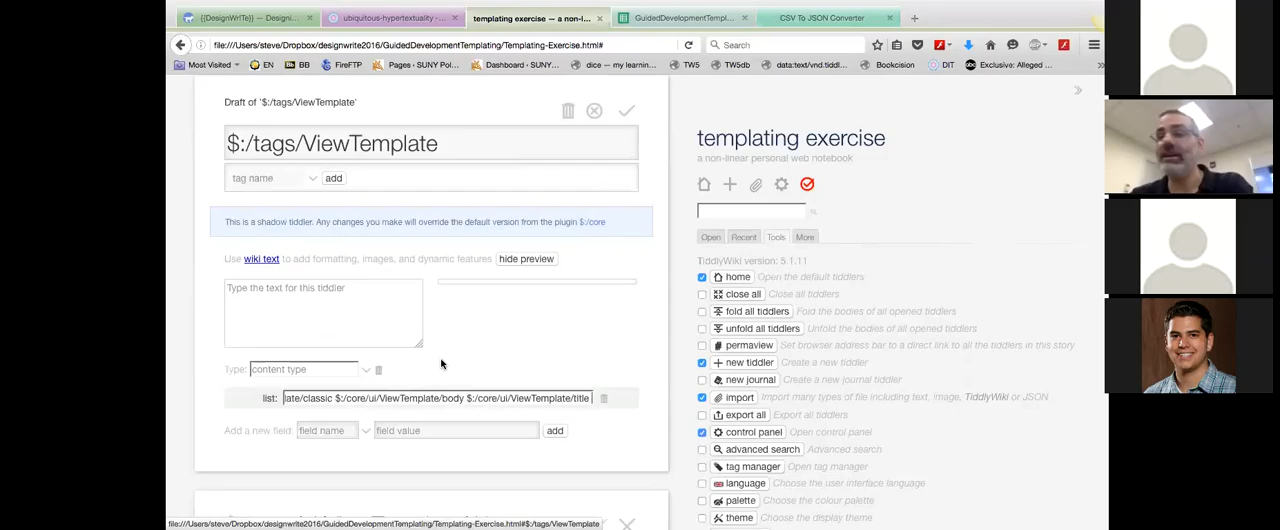 {{DesignWrITe}} — Designi... ×
ubiquitous-hypertextuality - ... ×
templating exercise — a non-l... ×
GuidedDevelopmentTempl... ×
CSV To JSON Converter ×
file:///Users/steve/Dropbox/designwrite2016/GuidedDevelopmentTemplating/Templating-Exercise.html#
Search
Most Visited
EN
BB
FireFTP
Pages ‹ SUNY Pol...
Dashboard ‹ SUNY...
dice — my learnin...
TW5
TW5db
data:text/vnd.tiddl...
Bookcision
DIT
Exclusive: Alleged ...
Draft of '$:/tags/ViewTemplate'
$:/tags/ViewTemplate
tag name
add
This is a shadow tiddler. Any changes you make will override the default version from the plugin $:/core
Use wiki text to add formatting, images, and dynamic features
hide preview
Type the text for this tiddler
Type: content type
list: late/classic $:/core/ui/ViewTemplate/body $:/core/ui/ViewTemplate/title
Add a new field: field name field value add
templating exercise
a non-linear personal web notebook
Open Recent Tools More
TiddlyWiki version: 5.1.11
home Open the default tiddlers
close all Close all tiddlers
fold all tiddlers Fold the bodies of all opened tiddlers
unfold all tiddlers Unfold the bodies of all opened tiddlers
permaview Set browser address bar to a direct link to all the tiddlers in this story
new tiddler Create a new tiddler
new journal Create a new journal tiddler
import Import many types of file including text, image, TiddlyWiki or JSON
export all Export all tiddlers
control panel Open control panel
advanced search Advanced search
tag manager Open tag manager
language Choose the user interface language
palette Choose the colour palette
theme Choose the display theme
file:///Users/steve/Dropbox/designwrite2016/GuidedDevelopmentTemplating/Templating-Exercise.html#$:/tags/ViewTemplate